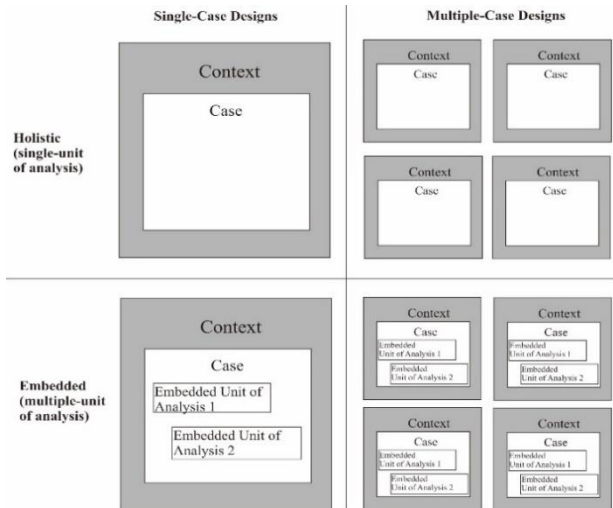 Single-Case Designs
Multiple-Case Designs
Holistic
(single-unit
of analysis)
Context
Case
Context
Case
Context
Case
Context
Case
Context
Case
Embedded
(multiple-unit
of analysis)
Context
Case
Embedded Unit of
Analysis 1
Embedded Unit of
Analysis 2
Context
Case
Embedded
Unit of Analysis 1
Embedded
Unit of Analysis 2
Context
Case
Embedded
Unit of Analysis 1
Embedded
Unit of Analysis 2
Context
Case
Embedded
Unit of Analysis 1
Embedded
Unit of Analysis 2
Context
Case
Embedded
Unit of Analysis 1
Embedded
Unit of Analysis 2